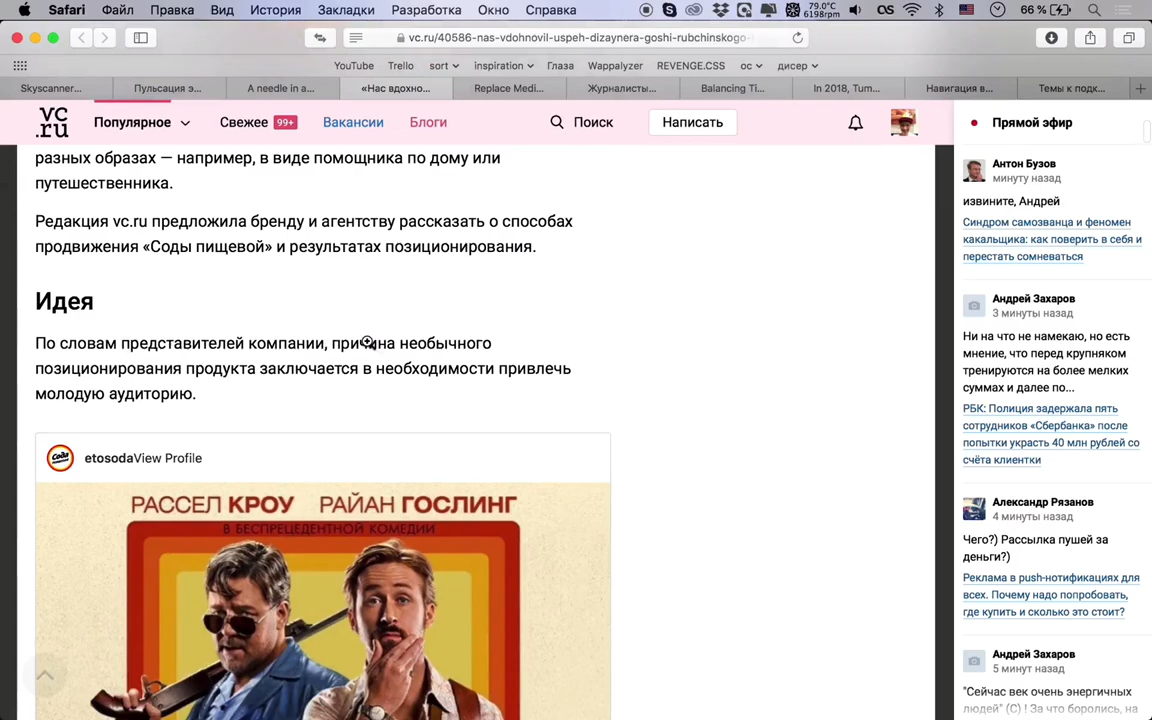 Safari Файл Правка Вид История Закладки Разработка Окно Справка
79.0°C
6198rpm
66 %
vc.ru/40586-nas-vdohnovil-uspeh-dizaynera-goshi-rubchinskogo-
YouTube Trello sort inspiration Глаза Wappalyzer REVENGE.CSS ос дисер
Skyscanner... Пульсация э... A needle in a... «Нас вдохно... Replace Medi... Журналисты... Balancing Ti... In 2018, Tum... Навигация в... Темы к подк...
vc.ru
Популярное Свежее 99+ Вакансии Блоги Поиск Написать
разных образах — например, в виде помощника по дому или
путешественника.
Редакция vc.ru предложила бренду и агентству рассказать о способах
продвижения «Соды пищевой» и результатах позиционирования.
Идея
По словам представителей компании, причина необычного
позиционирования продукта заключается в необходимости привлечь
молодую аудиторию.
сода
etosodaView Profile
РАССЕЛ КРОУ РАЙАН ГОСЛИНГ
В БЕСПРЕЦЕДЕНТНОЙ КОМЕДИИ
Прямой эфир
Антон Бузов
минуту назад
извините, Андрей
Синдром самозванца и феномен
какальщика: как поверить в себя и
перестать сомневаться
Андрей Захаров
3 минуты назад
Ни на что не намекаю, но есть
мнение, что перед крупняком
тренируются на более мелких
суммах и далее по...
РБК: Полиция задержала пять
сотрудников «Сбербанка» после
попытки украсть 40 млн рублей со
счёта клиентки
Александр Рязанов
4 минуты назад
Чего?) Рассылка пушей за
деньги?)
Реклама в push-нотификациях для
всех. Почему надо попробовать,
где купить и сколько это стоит?
Андрей Захаров
5 минут назад
"Сейчас век очень энергичных
людей" (С) ! За что боролись, на